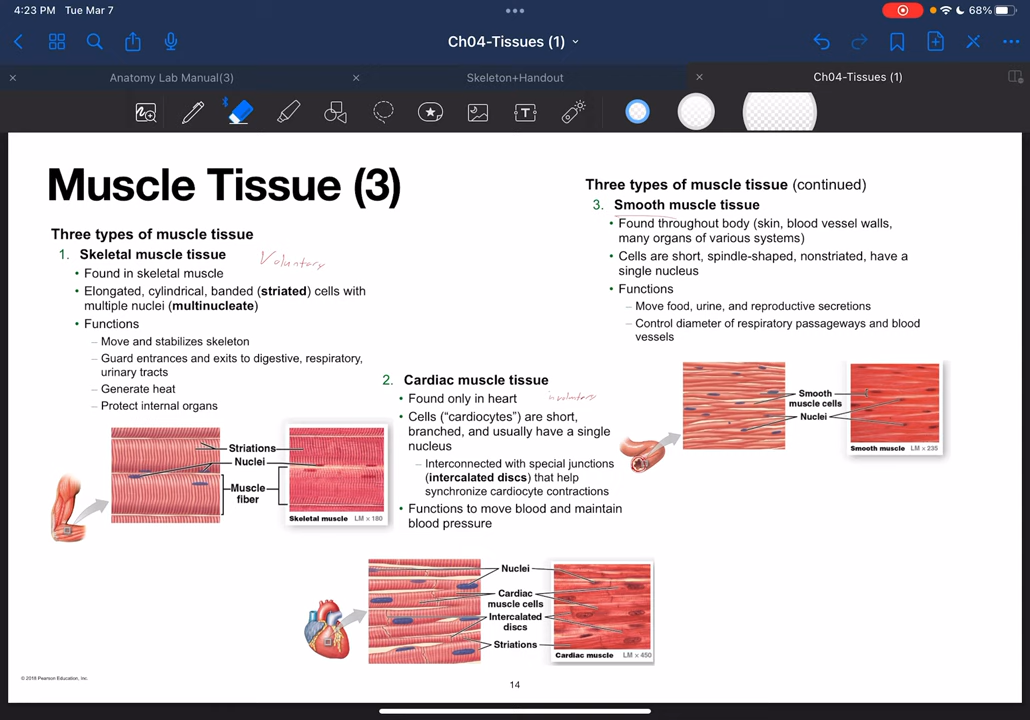 4:23 PM Tue Mar 7
68%
Ch04-Tissues (1)
Anatomy Lab Manual(3)
Skeleton+Handout
Ch04-Tissues (1)
Muscle Tissue (3)
Three types of muscle tissue
1. Skeletal muscle tissue
Voluntary
• Found in skeletal muscle
• Elongated, cylindrical, banded (striated) cells with
multiple nuclei (multinucleate)
• Functions
– Move and stabilizes skeleton
– Guard entrances and exits to digestive, respiratory,
urinary tracts
– Generate heat
– Protect internal organs
Striations
Nuclei
Muscle
fiber
Skeletal muscle LM x 180
2. Cardiac muscle tissue
• Found only in heart
involuntary
• Cells (“cardiocytes”) are short,
branched, and usually have a single
nucleus
– Interconnected with special junctions
(intercalated discs) that help
synchronize cardiocyte contractions
• Functions to move blood and maintain
blood pressure
Nuclei
Cardiac
muscle cells
Intercalated
discs
Striations
Cardiac muscle LM x 450
Three types of muscle tissue (continued)
3. Smooth muscle tissue
• Found throughout body (skin, blood vessel walls,
many organs of various systems)
• Cells are short, spindle-shaped, nonstriated, have a
single nucleus
• Functions
– Move food, urine, and reproductive secretions
– Control diameter of respiratory passageways and blood
vessels
Smooth
muscle cells
Nuclei
Smooth muscle LM x 235
© 2018 Pearson Education, Inc.
14